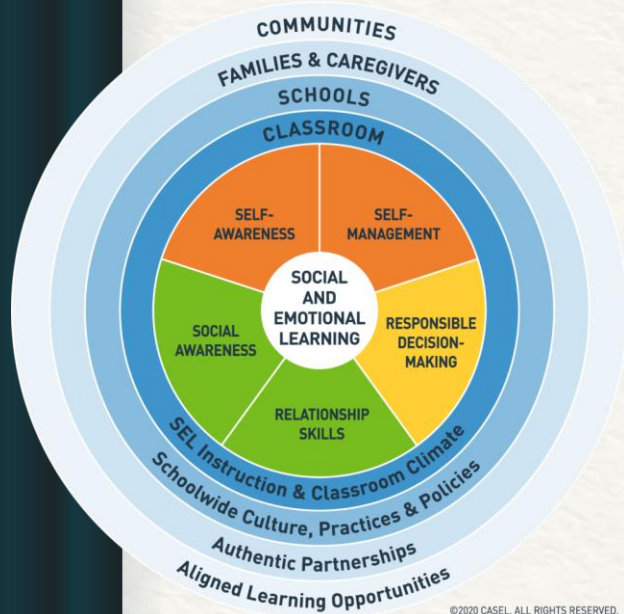 COMMUNITIES
FAMILIES & CAREGIVERS
SCHOOLS
CLASSROOM
SELF-
AWARENESS
SELF-
MANAGEMENT
SOCIAL
AND
EMOTIONAL
LEARNING
SOCIAL
AWARENESS
RESPONSIBLE
DECISION-
MAKING
RELATIONSHIP
SKILLS
SEL Instruction & Classroom Climate
Schoolwide Culture, Practices & Policies
Authentic Partnerships
Aligned Learning Opportunities
©2020 CASEL. ALL RIGHTS RESERVED.